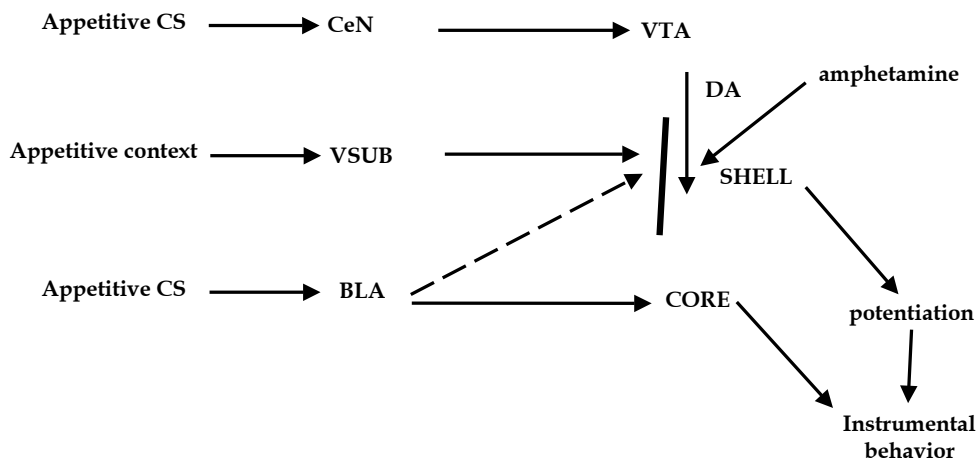 Appetitive CS
CeN
VTA
DA
amphetamine
Appetitive context
VSUB
SHELL
Appetitive CS
BLA
CORE
potentiation
Instrumental
behavior